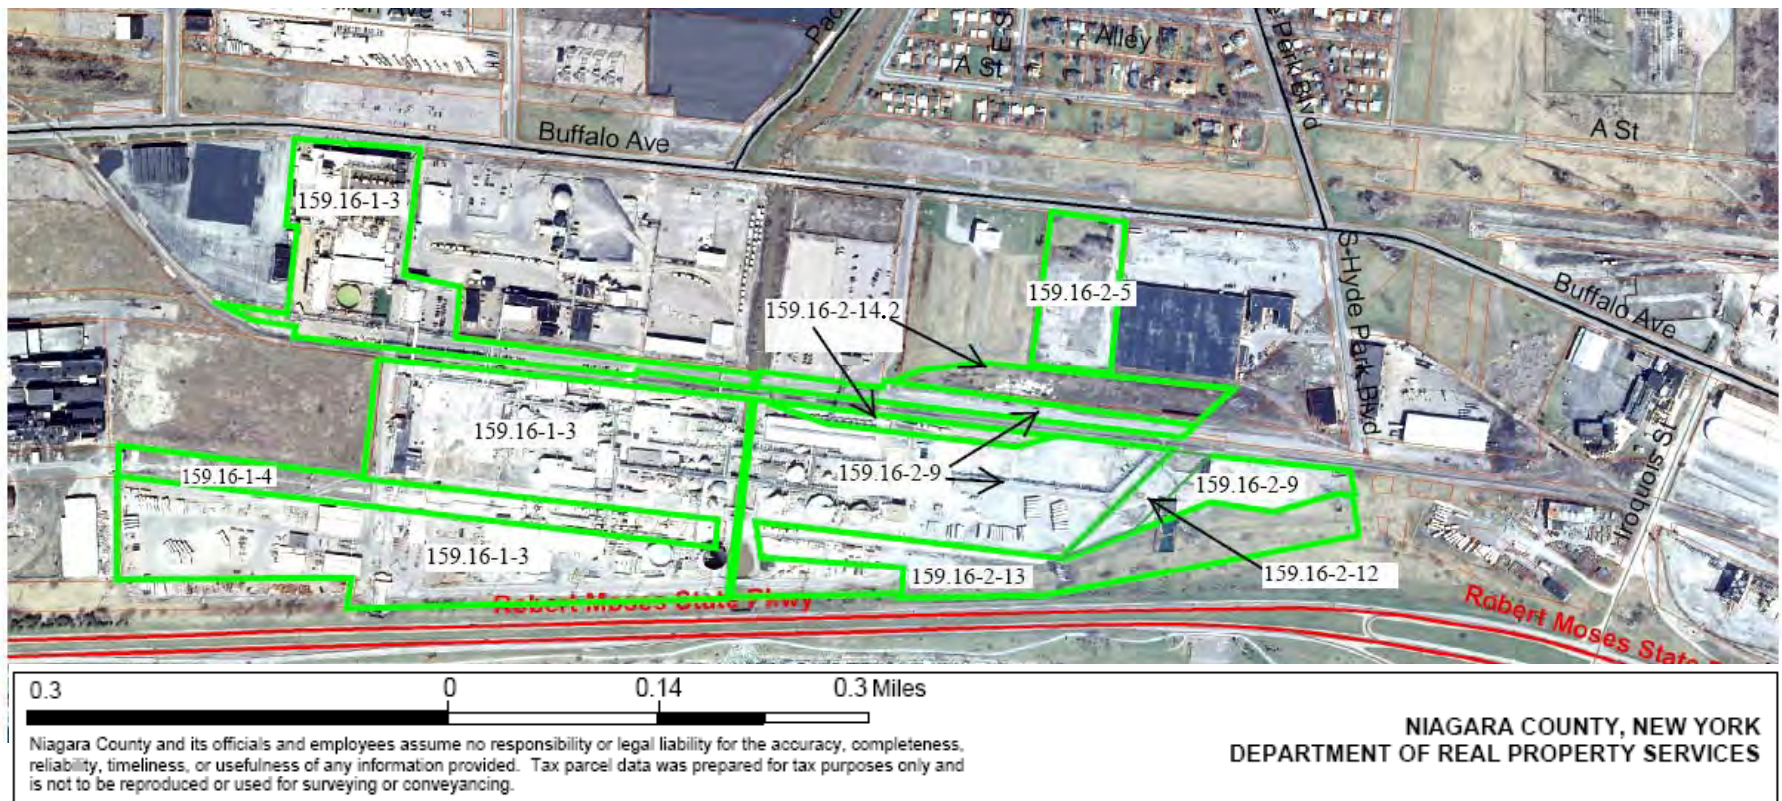 Alley
A St
E St
Buffalo Ave
A St
159.16-1-3
159.16-2-5
S-Hyde Park Blvd
Buffalo Ave
159.16-2-14.2
159.16-1-3
159.16-2-9
159.16-2-9
159.16-1-4
Iroquois St
159.16-1-3
159.16-2-13
159.16-2-12
Robert Moses State Pkwy
Robert Moses State
0.3 0 0.14 0.3 Miles
Niagara County and its officials and employees assume no responsibility or legal liability for the accuracy, completeness,
reliability, timeliness, or usefulness of any information provided. Tax parcel data was prepared for tax purposes only and
is not to be reproduced or used for surveying or conveyancing.
NIAGARA COUNTY, NEW YORK
DEPARTMENT OF REAL PROPERTY SERVICES